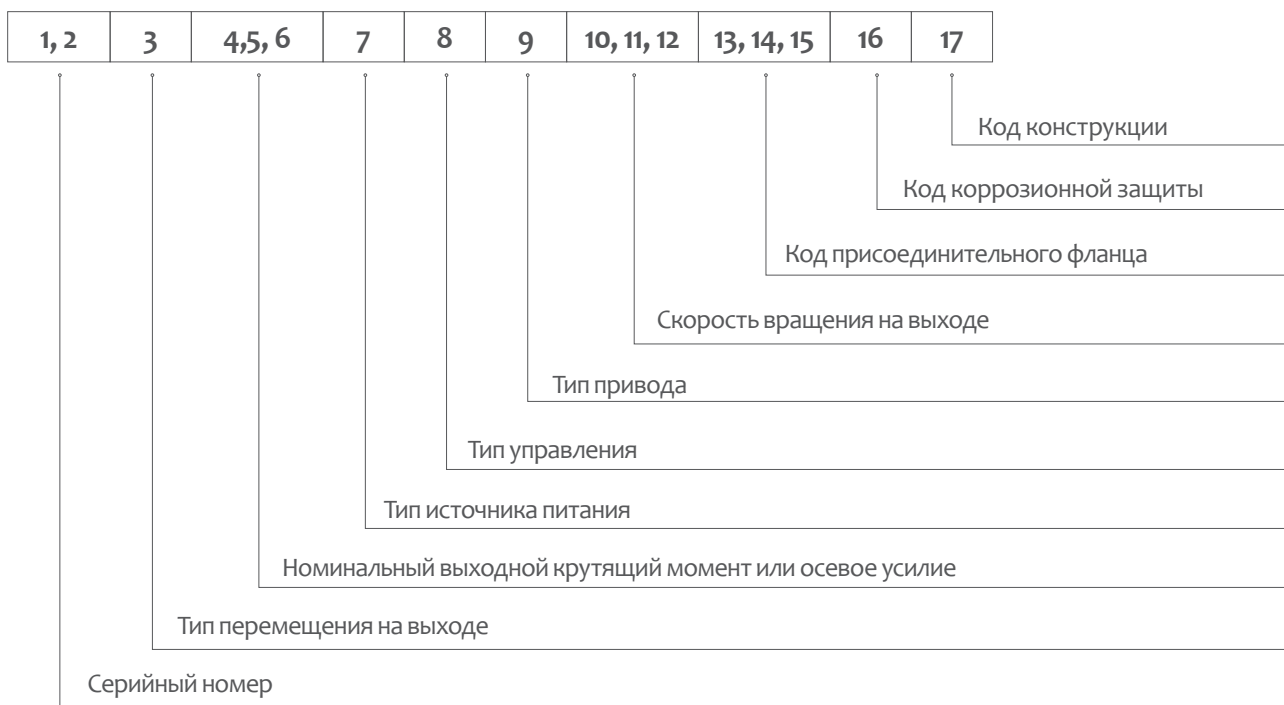 1, 2 3 4,5, 6 7 8 9 10, 11, 12 13, 14, 15 16 17
Код конструкции
Код коррозионной защиты
Код присоединительного фланца
Скорость вращения на выходе
Тип привода
Тип управления
Тип источника питания
Номинальный выходной крутящий момент или осевое усилие
Тип перемещения на выходе
Серийный номер